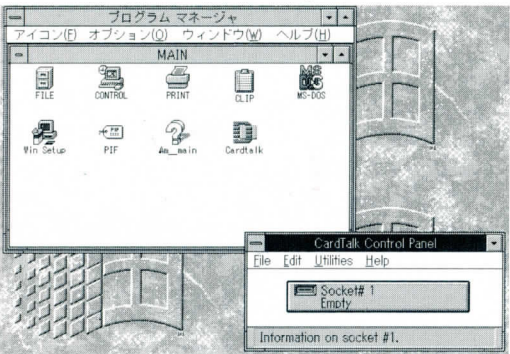 プログラム マネージャ
アイコン(F) オプション(O) ウィンドウ(W) ヘルプ(H)
MAIN
FILE CONTROL PRINT CLIP MS-DOS
Win Setup PIF Am__main Cardtalk
CardTalk Control Panel
File Edit Utilities Help
Socket# 1
Empty
Information on socket #1.